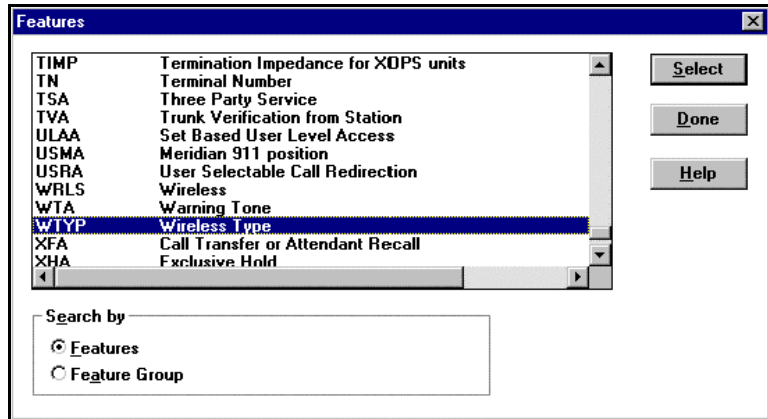 Features
TIMP Termination Impedance for XOPS units
TN Terminal Number
TSA Three Party Service
TVA Trunk Verification from Station
ULAA Set Based User Level Access
USMA Meridian 911 position
USRA User Selectable Call Redirection
WRLS Wireless
WTA Warning Tone
WTYP Wireless Type
XFA Call Transfer or Attendant Recall
XHA Exclusive Hold
Select
Done
Help
Search by
Features
Feature Group